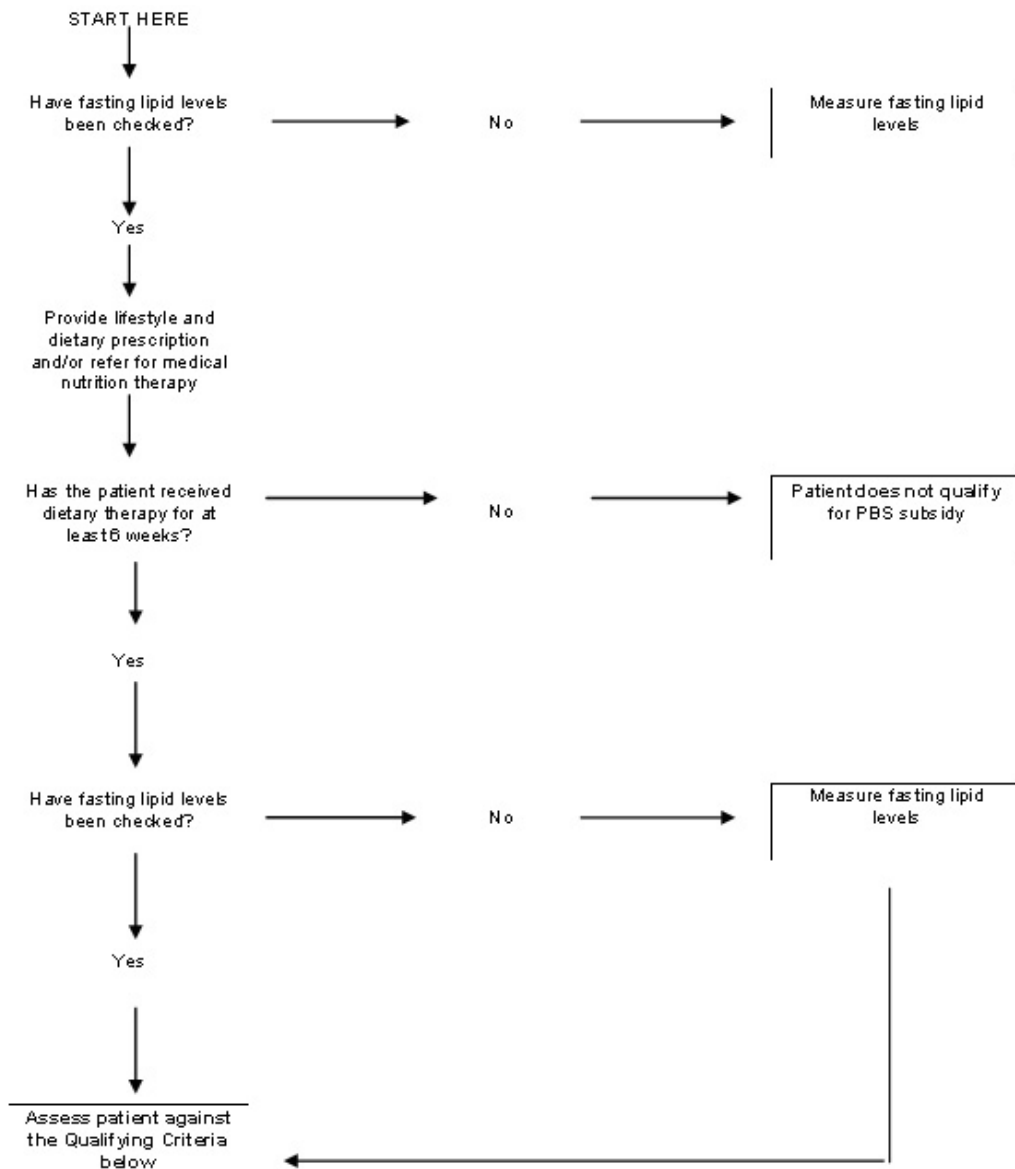 START HERE
Have fasting lipid levels
been checked?
No
Measure fasting lipid
levels
Yes
Provide lifestyle and
dietary prescription
and/or refer for medical
nutrition therapy
Has the patient received
dietary therapy for at
least 6 weeks?
No
Patient does not qualify
for PBS subsidy
Yes
Have fasting lipid levels
been checked?
No
Measure fasting lipid
levels
Yes
Assess patient against
the Qualifying Criteria
below